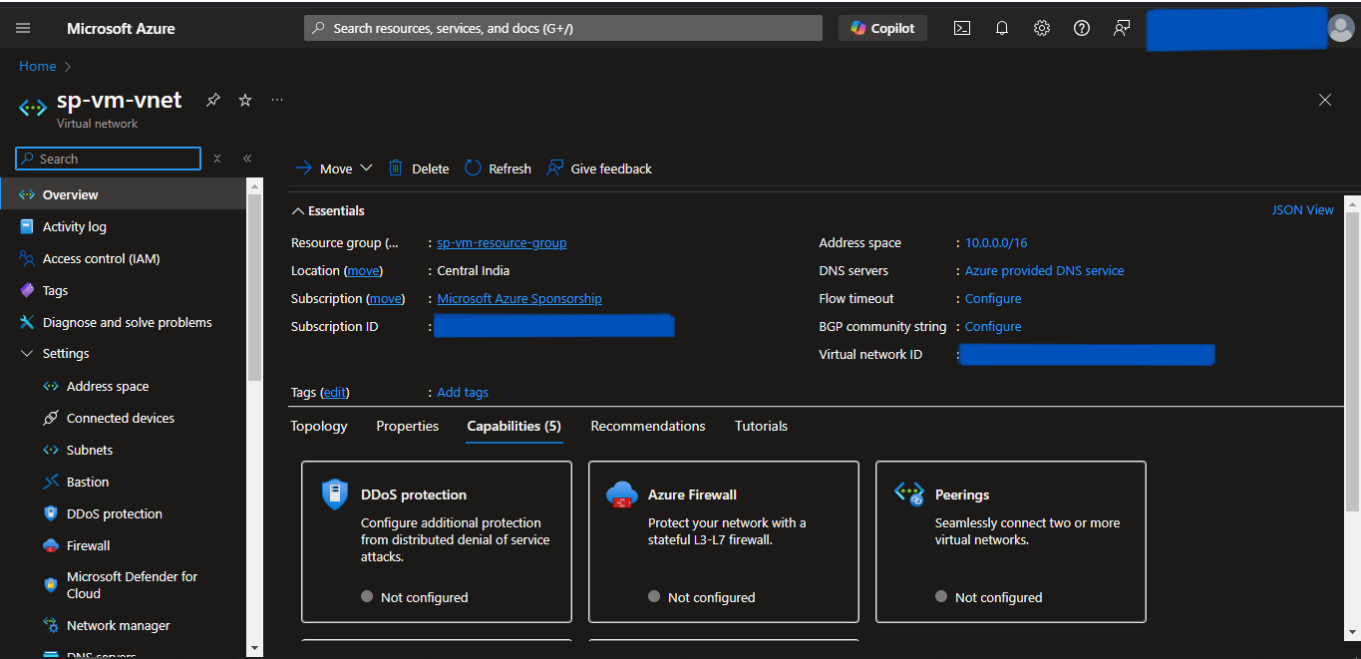 Microsoft Azure
Search resources, services, and docs (G+/)
Copilot
Home >
sp-vm-vnet
Virtual network
Search
Overview
Activity log
Access control (IAM)
Tags
Diagnose and solve problems
Settings
Address space
Connected devices
Subnets
Bastion
DDoS protection
Firewall
Microsoft Defender for
Cloud
Network manager
DNS servers
Move
Delete
Refresh
Give feedback
Essentials
JSON View
Resource group (... : sp-vm-resource-group
Location (move) : Central India
Subscription (move) : Microsoft Azure Sponsorship
Subscription ID :
Address space : 10.0.0.0/16
DNS servers : Azure provided DNS service
Flow timeout : Configure
BGP community string : Configure
Virtual network ID :
Tags (edit) : Add tags
Topology
Properties
Capabilities (5)
Recommendations
Tutorials
DDoS protection
Configure additional protection
from distributed denial of service
attacks.
Not configured
Azure Firewall
Protect your network with a
stateful L3-L7 firewall.
Not configured
Peerings
Seamlessly connect two or more
virtual networks.
Not configured